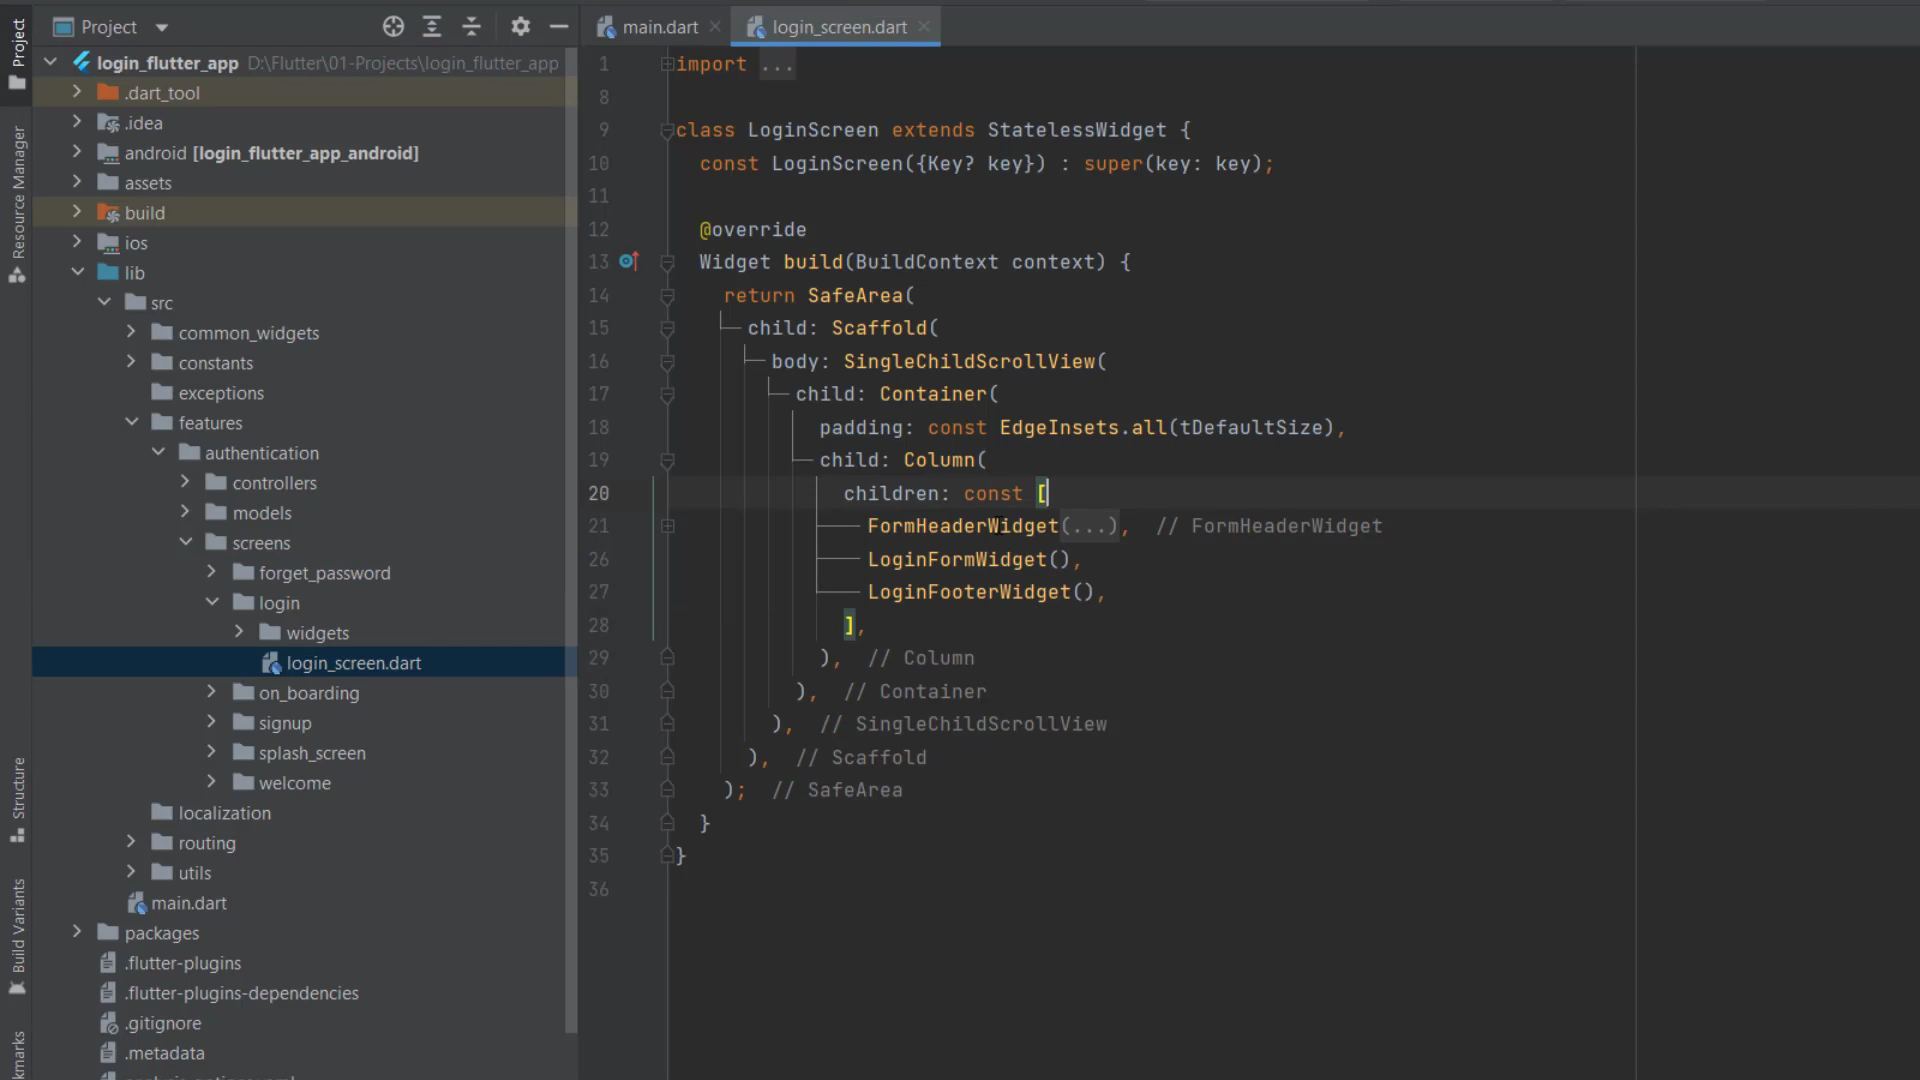 Project
login_flutter_app D:\Flutter\01-Projects\login_flutter_app
.dart_tool
.idea
android [login_flutter_app_android]
assets
build
ios
lib
src
common_widgets
constants
exceptions
features
authentication
controllers
models
screens
forget_password
login
widgets
login_screen.dart
on_boarding
signup
splash_screen
welcome
localization
routing
utils
main.dart
packages
.flutter-plugins
.flutter-plugins-dependencies
.gitignore
.metadata
Project
Resource Manager
Structure
Build Variants
main.dart
login_screen.dart
1 import ...
8
9 class LoginScreen extends StatelessWidget {
10 const LoginScreen({Key? key}) : super(key: key);
11
12 @override
13 Widget build(BuildContext context) {
14 return SafeArea(
15 child: Scaffold(
16 body: SingleChildScrollView(
17 child: Container(
18 padding: const EdgeInsets.all(tDefaultSize),
19 child: Column(
20 children: const [
21 FormHeaderWidget(...), // FormHeaderWidget
26 LoginFormWidget(),
27 LoginFooterWidget(),
28 ],
29 ), // Column
30 ), // Container
31 ), // SingleChildScrollView
32 ), // Scaffold
33 ); // SafeArea
34 }
35 }
36